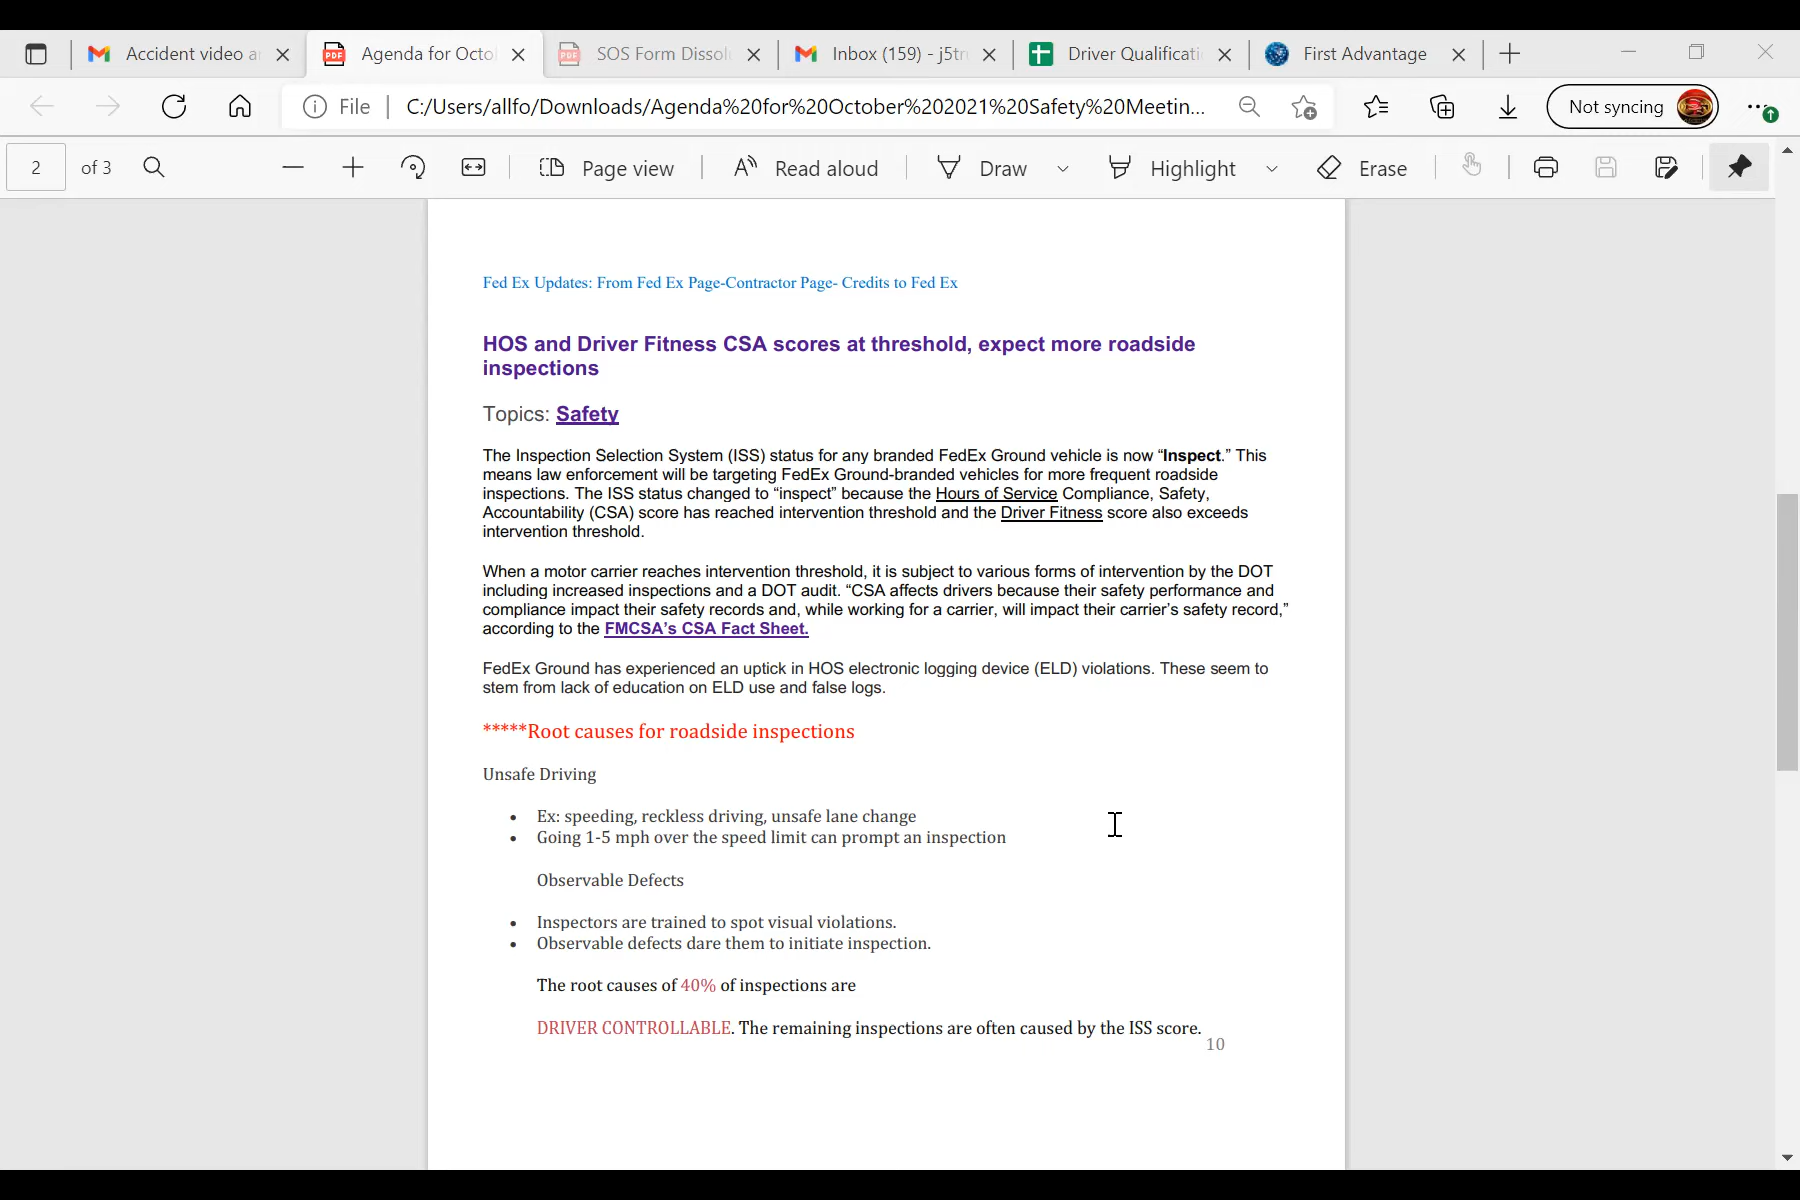 Accident video a
Agenda for Octo
SOS Form Dissol
Inbox (159) - j5tr
Driver Qualificati
First Advantage
File
C:/Users/allfo/Downloads/Agenda%20for%20October%202021%20Safety%20Meetin...
Not syncing
2 of 3
Page view
Read aloud
Draw
Highlight
Erase
Fed Ex Updates: From Fed Ex Page-Contractor Page- Credits to Fed Ex
HOS and Driver Fitness CSA scores at threshold, expect more roadside
inspections
Topics: Safety
The Inspection Selection System (ISS) status for any branded FedEx Ground vehicle is now “Inspect.” This
means law enforcement will be targeting FedEx Ground-branded vehicles for more frequent roadside
inspections. The ISS status changed to “inspect” because the Hours of Service Compliance, Safety,
Accountability (CSA) score has reached intervention threshold and the Driver Fitness score also exceeds
intervention threshold.
When a motor carrier reaches intervention threshold, it is subject to various forms of intervention by the DOT
including increased inspections and a DOT audit. “CSA affects drivers because their safety performance and
compliance impact their safety records and, while working for a carrier, will impact their carrier’s safety record,”
according to the FMCSA’s CSA Fact Sheet.
FedEx Ground has experienced an uptick in HOS electronic logging device (ELD) violations. These seem to
stem from lack of education on ELD use and false logs.
*****Root causes for roadside inspections
Unsafe Driving
• Ex: speeding, reckless driving, unsafe lane change
• Going 1-5 mph over the speed limit can prompt an inspection
Observable Defects
• Inspectors are trained to spot visual violations.
• Observable defects dare them to initiate inspection.
The root causes of 40% of inspections are
DRIVER CONTROLLABLE. The remaining inspections are often caused by the ISS score.
10